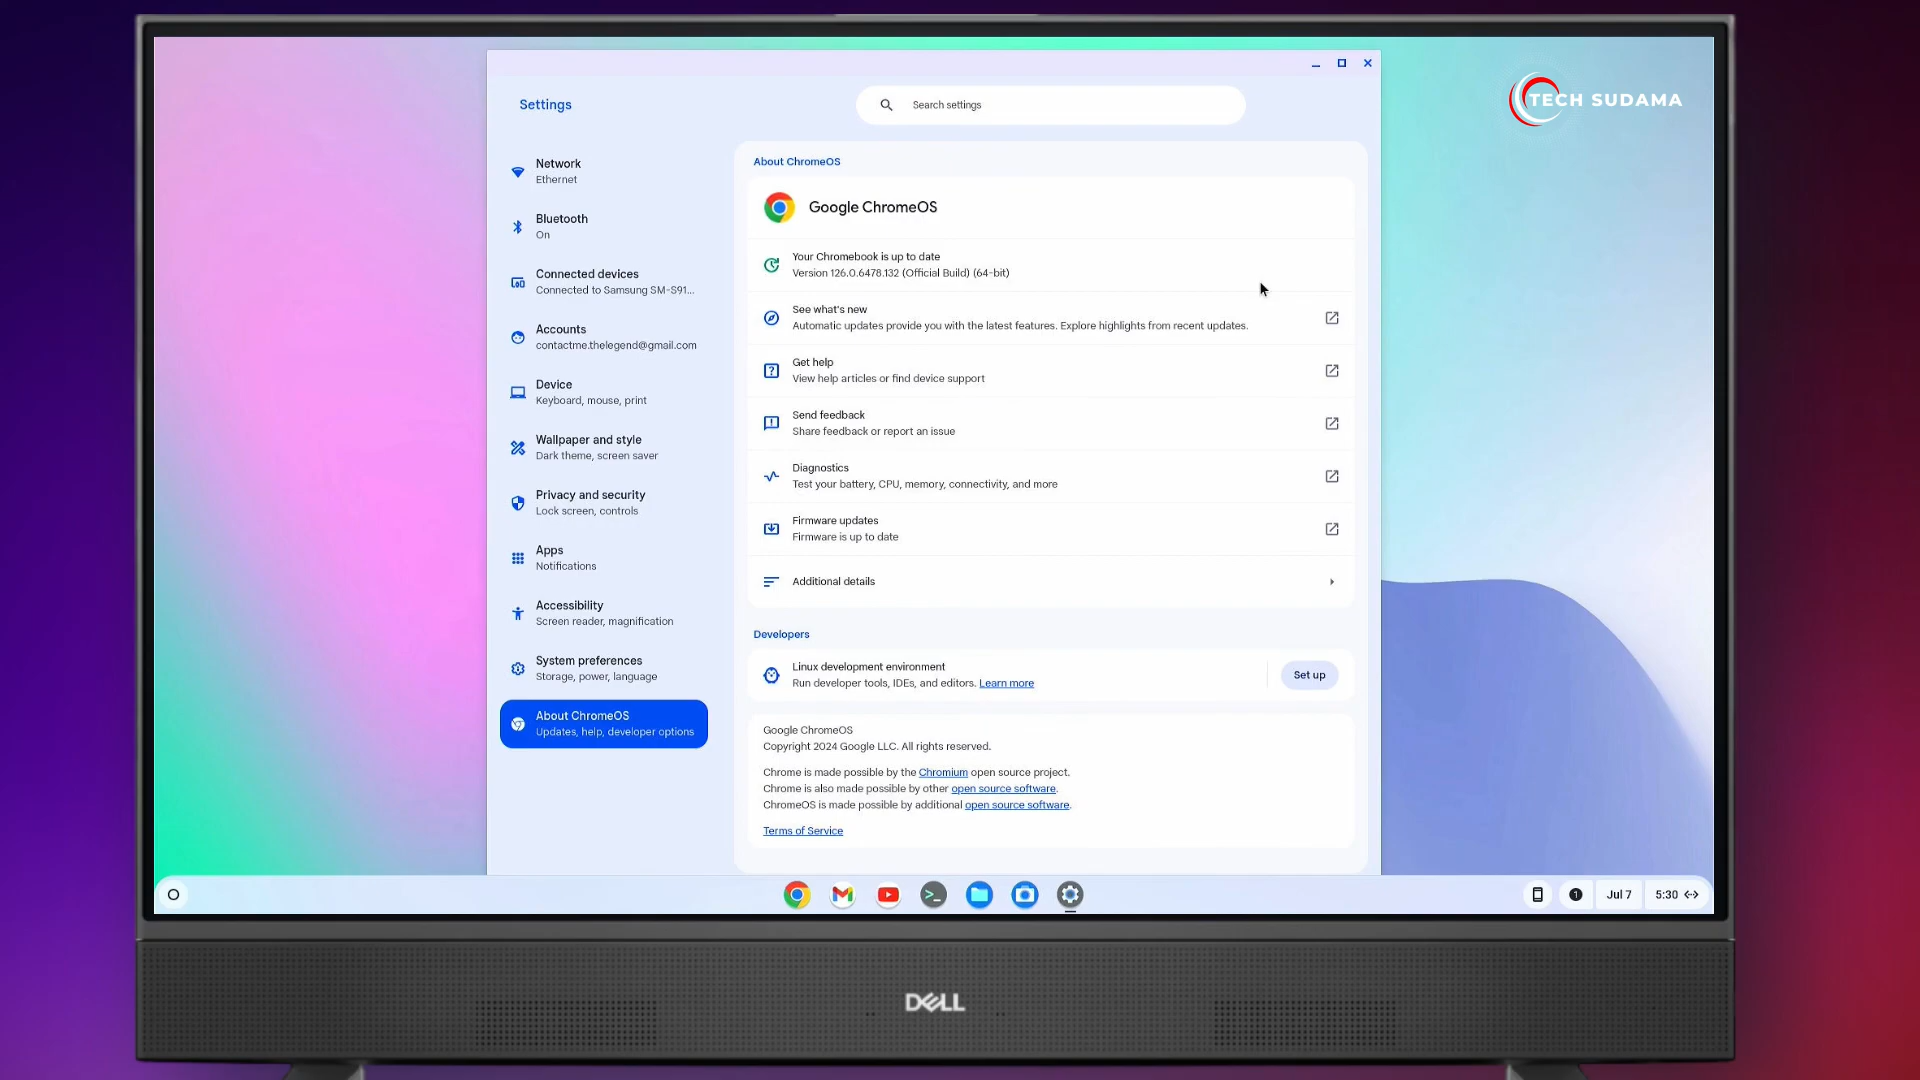 TECH SUDAMA
Settings
Search settings
Network
Ethernet
Bluetooth
On
Connected devices
Connected to Samsung SM-S91...
Accounts
contactme.thelegend@gmail.com
Device
Keyboard, mouse, print
Wallpaper and style
Dark theme, screen saver
Privacy and security
Lock screen, controls
Apps
Notifications
Accessibility
Screen reader, magnification
System preferences
Storage, power, language
About ChromeOS
Updates, help, developer options
About ChromeOS
Google ChromeOS
Your Chromebook is up to date
Version 126.0.6478.132 (Official Build) (64-bit)
See what's new
Automatic updates provide you with the latest features. Explore highlights from recent updates.
Get help
View help articles or find device support
Send feedback
Share feedback or report an issue
Diagnostics
Test your battery, CPU, memory, connectivity, and more
Firmware updates
Firmware is up to date
Additional details
Developers
Linux development environment
Run developer tools, IDEs, and editors. Learn more
Set up
Google ChromeOS
Copyright 2024 Google LLC. All rights reserved.
Chrome is made possible by the Chromium open source project.
Chrome is also made possible by other open source software.
ChromeOS is made possible by additional open source software.
Terms of Service
1
Jul 7
5:30
DELL